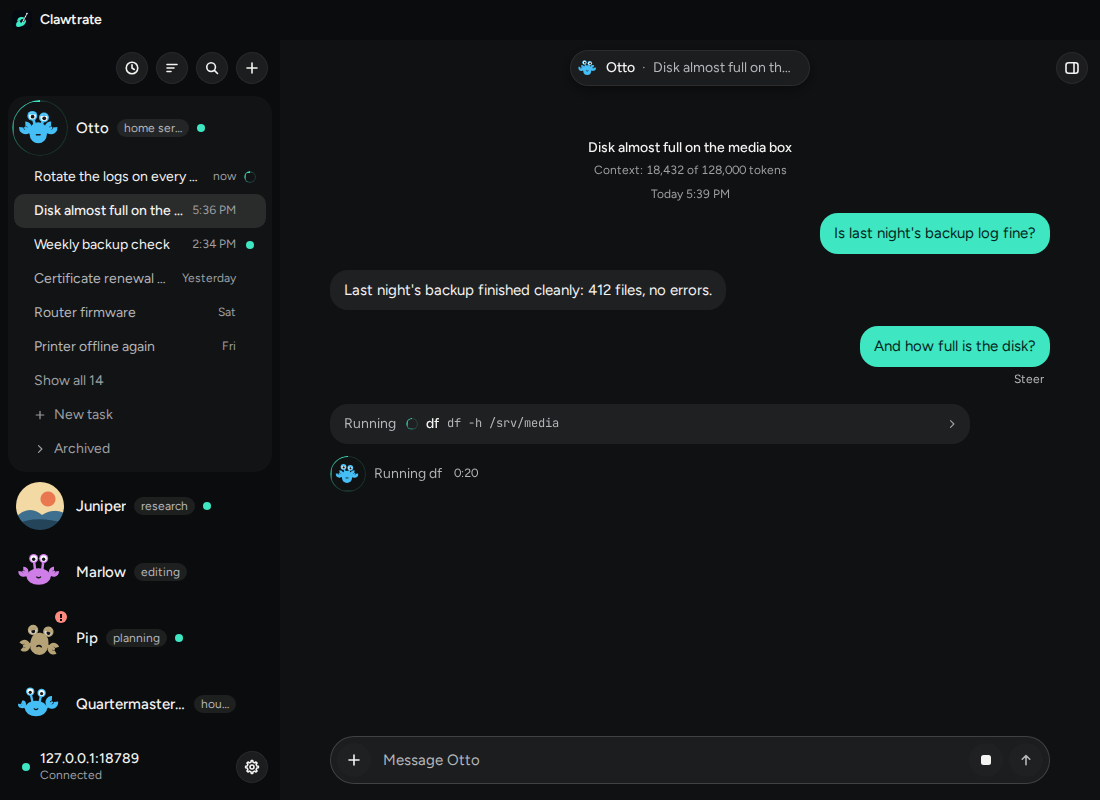 Clawtrate
Otto · Disk almost full on th...
Otto home ser...
Rotate the logs on every ... now
Disk almost full on the ... 5:36 PM
Weekly backup check 2:34 PM
Certificate renewal ... Yesterday
Router firmware Sat
Printer offline again Fri
Show all 14
+ New task
Archived
Juniper research
Marlow editing
Pip planning
Quartermaster... hou...
127.0.0.1:18789
Connected
Disk almost full on the media box
Context: 18,432 of 128,000 tokens
Today 5:39 PM
Is last night's backup log fine?
Last night's backup finished cleanly: 412 files, no errors.
And how full is the disk?
Steer
Running df df -h /srv/media
Running df 0:20
Message Otto